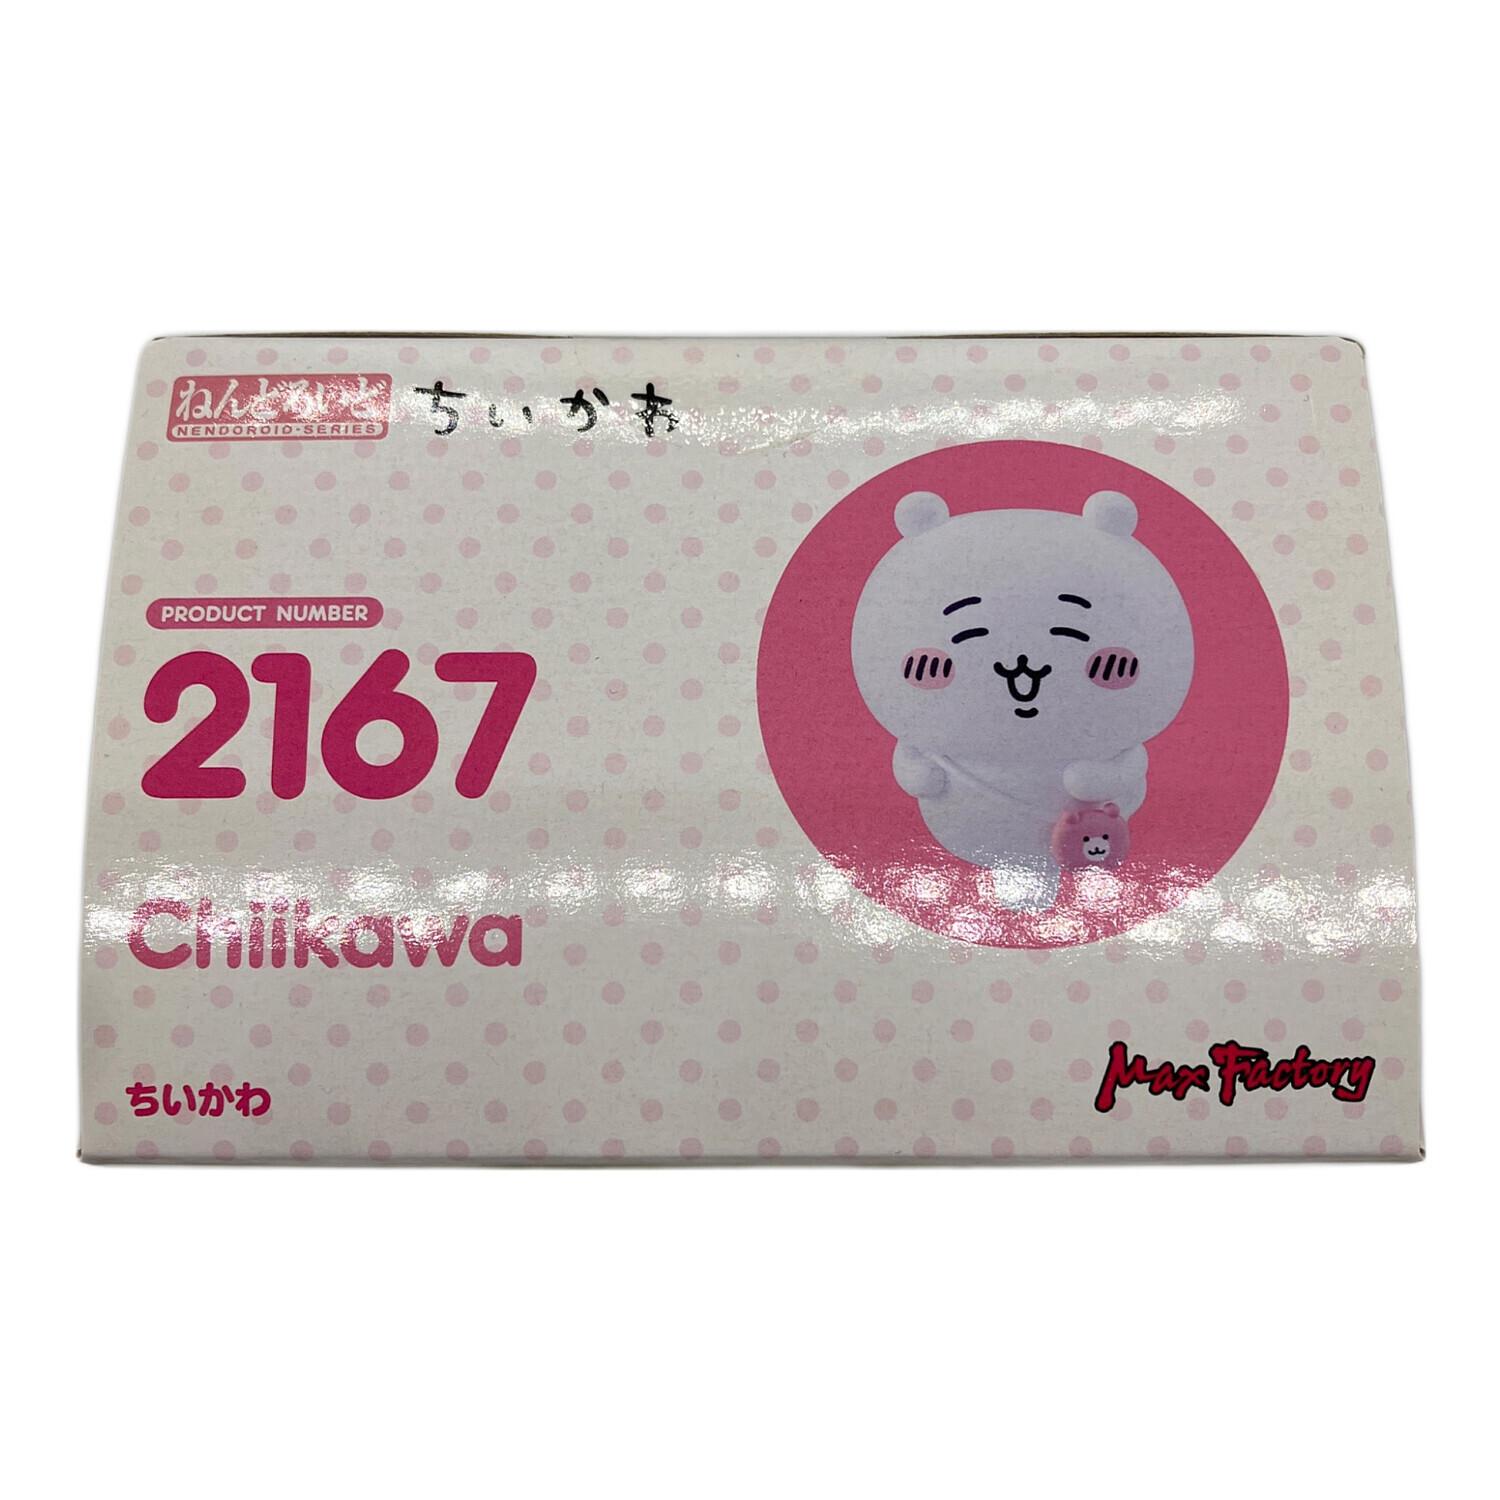 ねんどろいど
NENDOROID·SERIES
ちいかわ
PRODUCT NUMBER
2167
Chiikawa
ちいかわ
Max Factory